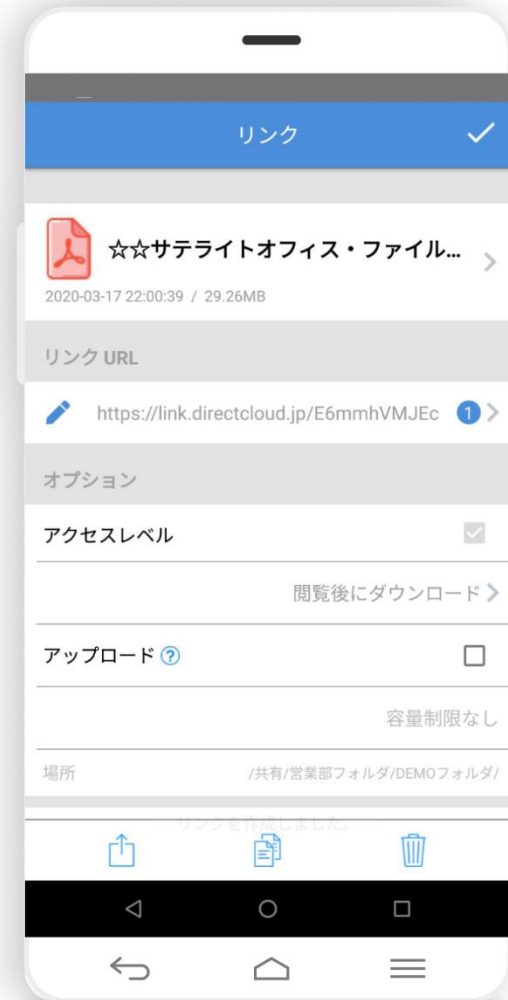 リンク
☆☆サテライトオフィス・ファイル...
2020-03-17 22:00:39 / 29.26MB
リンク URL
https://link.directcloud.jp/E6mmhVMJEc 1
オプション
アクセスレベル
閲覧後にダウンロード
アップロード ?
容量制限なし
場所 /共有/営業部フォルダ/DEMOフォルダ/
リンクを作成しました。